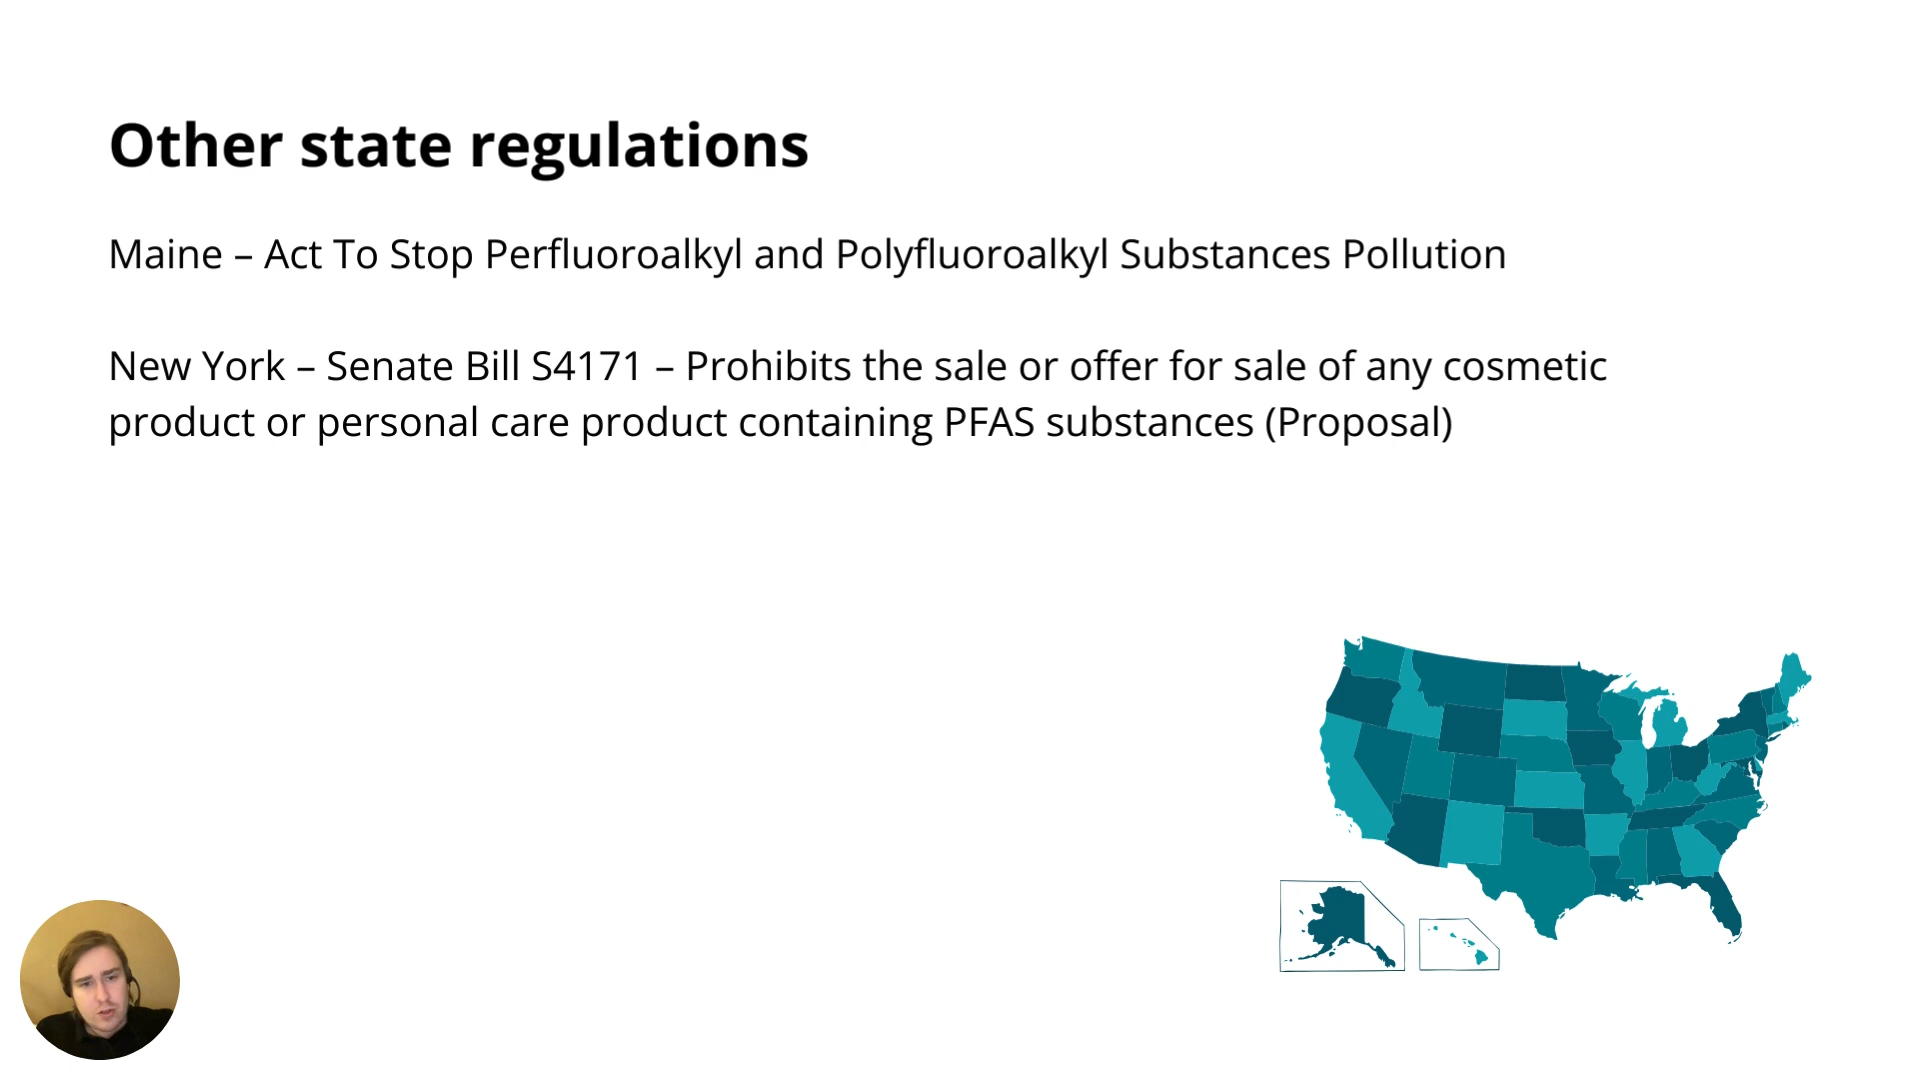 Other state regulations
Maine – Act To Stop Perfluoroalkyl and Polyfluoroalkyl Substances Pollution
New York – Senate Bill S4171 – Prohibits the sale or offer for sale of any cosmetic
product or personal care product containing PFAS substances (Proposal)